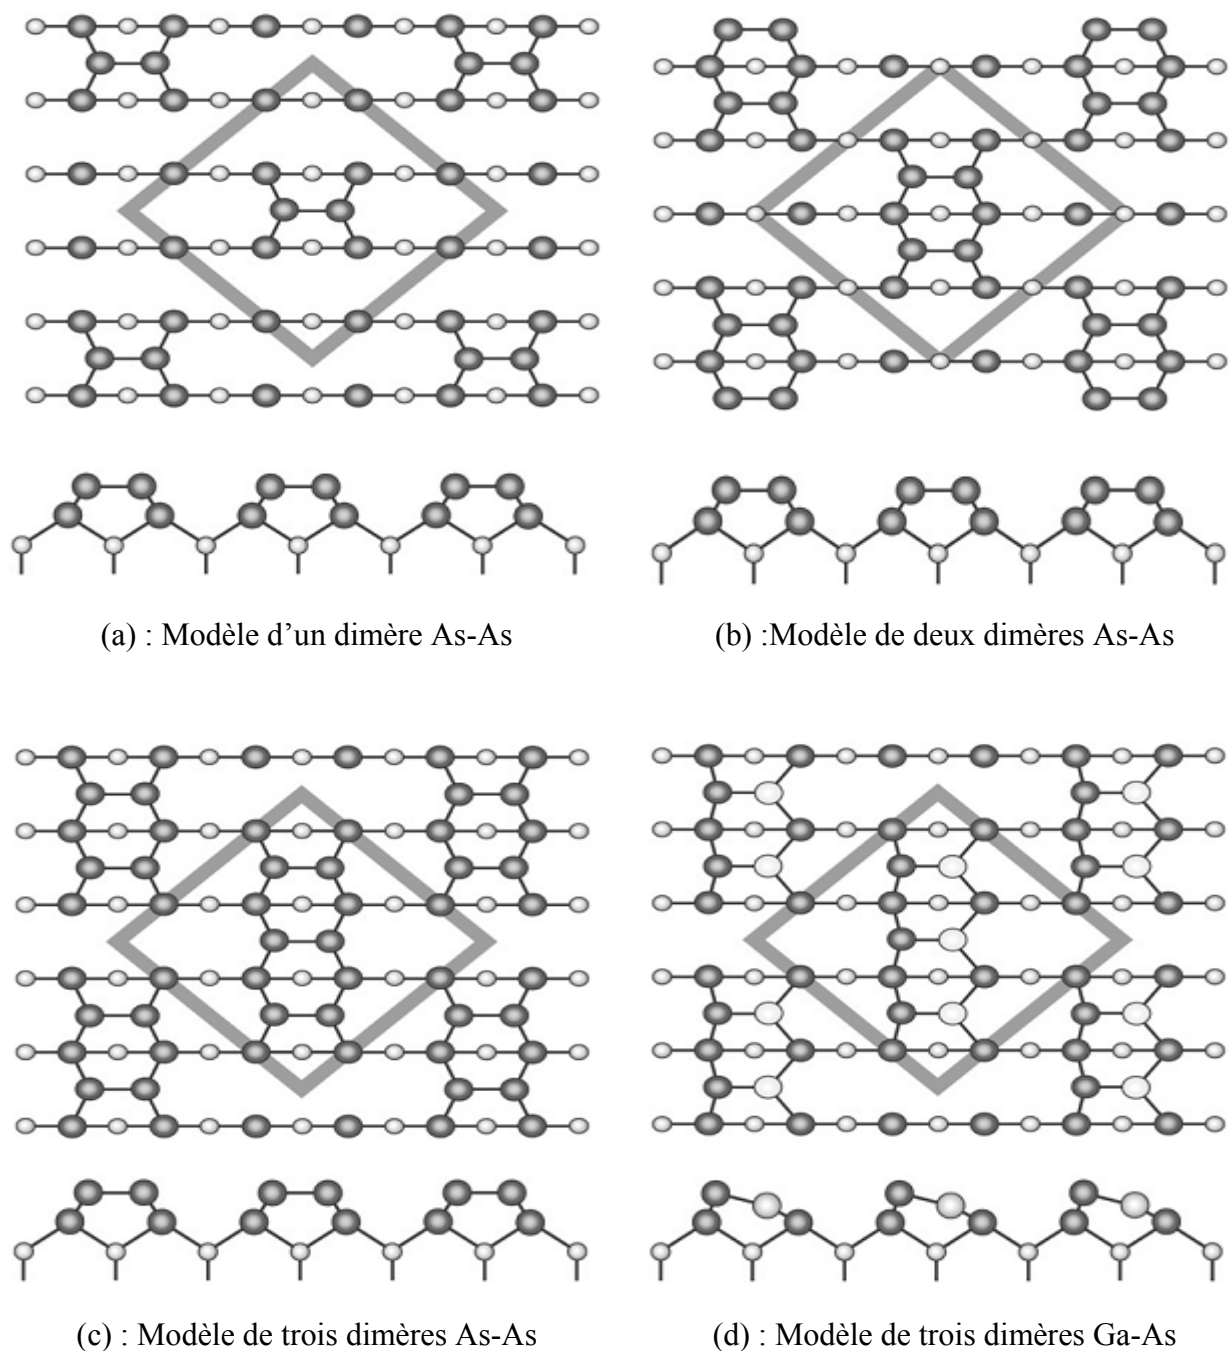 (a) : Modèle d’un dimère As-As
(b) :Modèle de deux dimères As-As
(c) : Modèle de trois dimères As-As
(d) : Modèle de trois dimères Ga-As